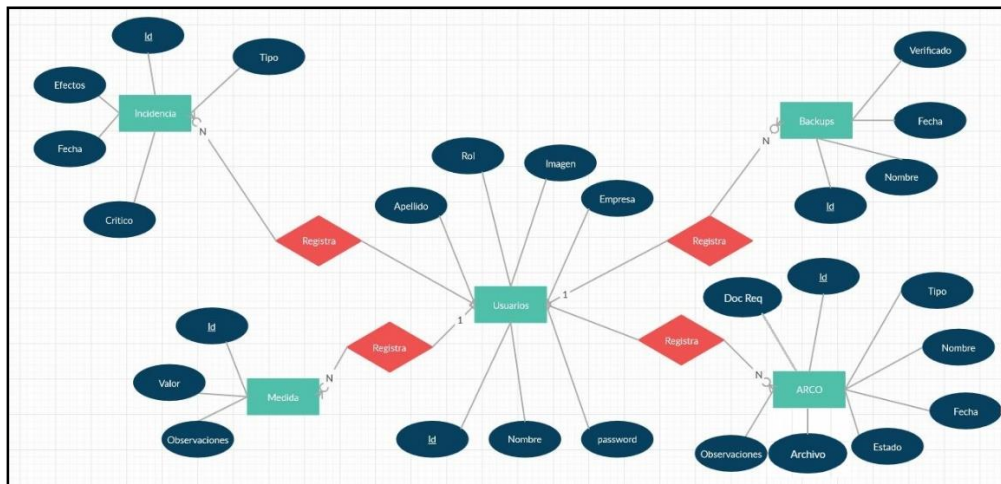 Id
Tipo
Efectos
Incidencia
Fecha
Crítico
N
Registra
Verificado
Backups
Fecha
Nombre
Id
N
Registra
Rol
Imagen
Apellido
Empresa
Usuarios
1
1
Id
Nombre
password
Registra
N
Id
Valor
Medida
Observaciones
Registra
N
Doc Req
Id
Tipo
Nombre
ARCO
Fecha
Observaciones
Archivo
Estado